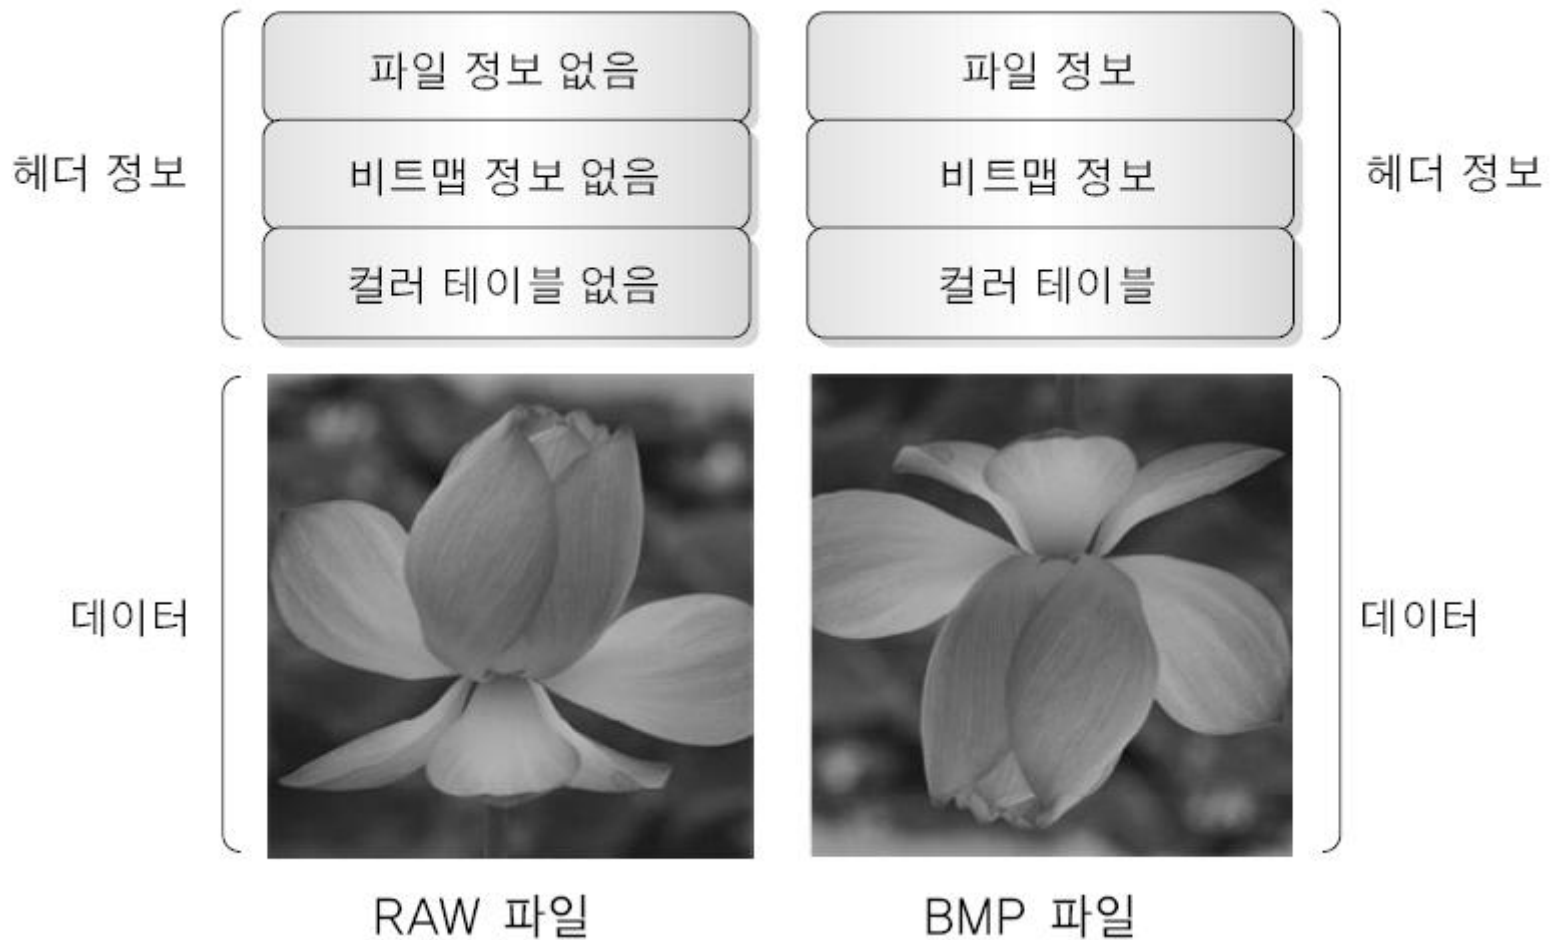 파일 정보 없음
비트맵 정보 없음
컬러 테이블 없음
헤더 정보
파일 정보
비트맵 정보
컬러 테이블
헤더 정보
데이터
데이터
RAW 파일
BMP 파일